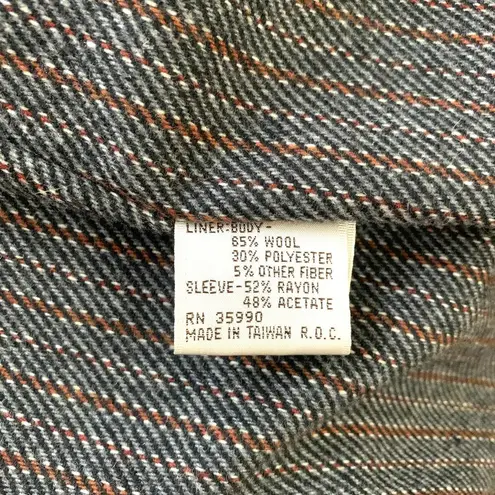 LINER:BODY-
65% WOOL
30% POLYESTER
5% OTHER FIBER
SLEEVE-52% RAYON
48% ACETATE
RN 35990
MADE IN TAIWAN R.O.C.